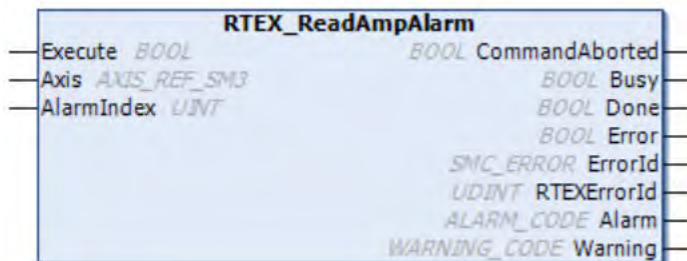 RTEX_ReadAmpAlarm
Execute BOOL BOOL CommandAborted
Axis AXIS_REF_SM3 BOOL Busy
AlarmIndex UINT BOOL Done
BOOL Error
SMC_ERROR ErrorId
UDINT RTEXErrorId
ALARM_CODE Alarm
WARNING_CODE Warning